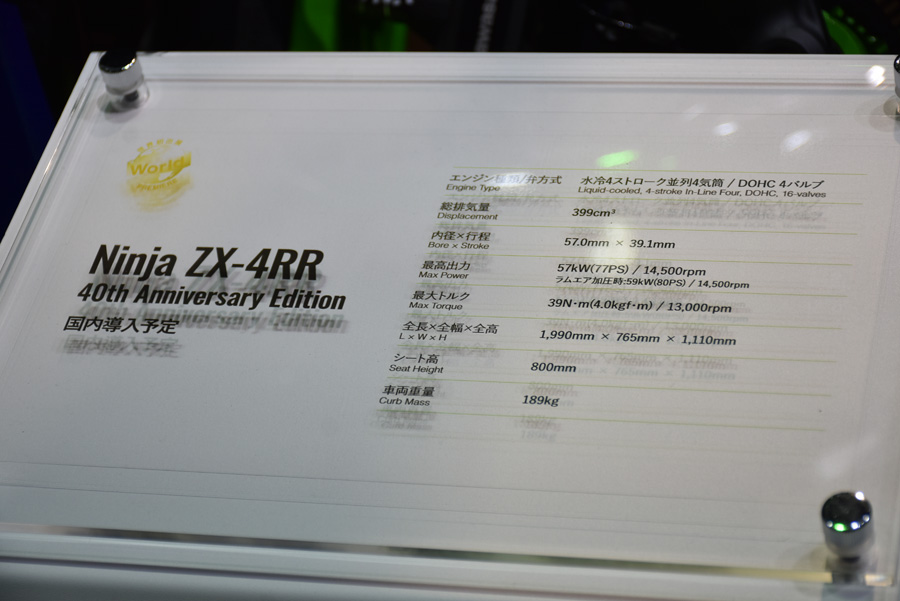 World
Ninja ZX-4RR
40th Anniversary Edition
国内導入予定
エンジン種類/弁方式 水冷4ストローク並列4気筒 / DOHC 4バルブ
Engine Type Liquid-cooled, 4-stroke In-Line Four, DOHC, 16-valves
総排気量 399cm³
Displacement
内径×行程 57.0mm × 39.1mm
Bore × Stroke
最高出力 57kW(77PS) / 14,500rpm
Max Power ラムエア加圧時:59kW(80PS) / 14,500rpm
最大トルク 39N·m(4.0kgf·m) / 13,000rpm
Max Torque
全長×全幅×全高 1,990mm × 765mm × 1,110mm
L × W × H
シート高 800mm
Seat Height
車両重量 189kg
Curb Mass